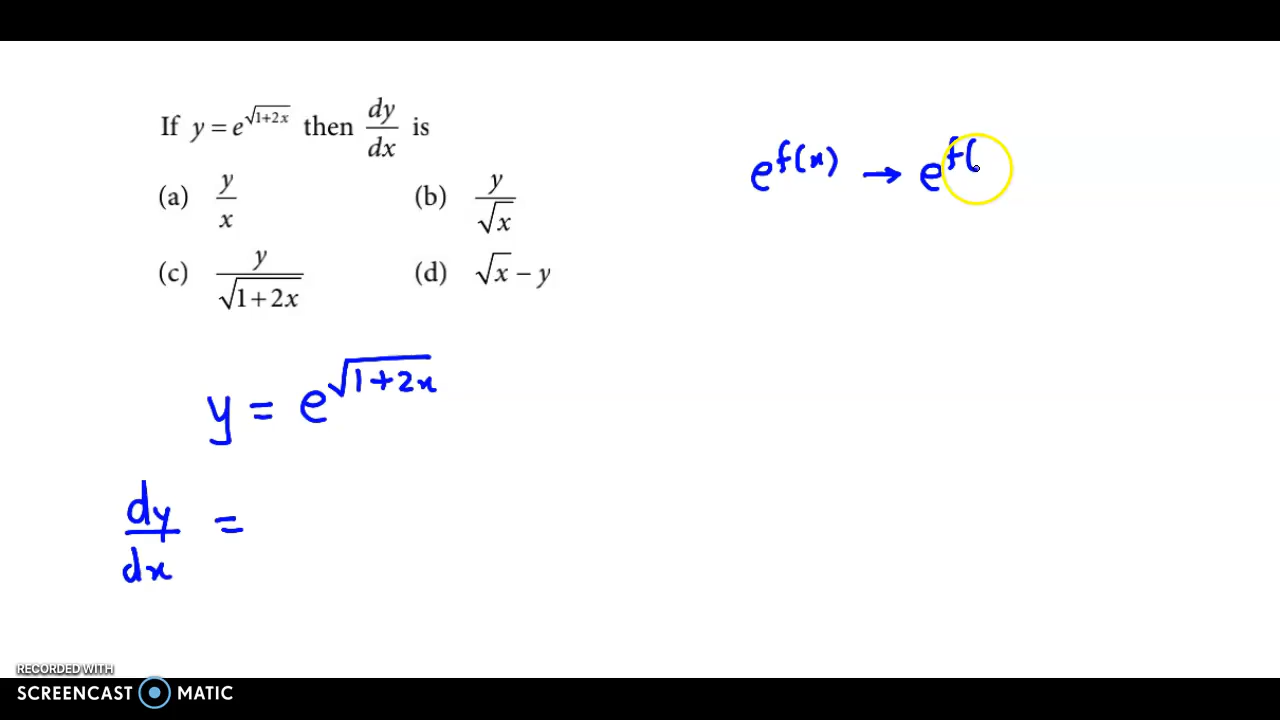 If y = e^√(1+2x) then dy/dx is
(a) y/x (b) y/√x
(c) y/√(1+2x) (d) √x − y
e^f(x) → e^f(
y = e^√(1+2x)
dy/dx =
RECORDED WITH
SCREENCAST MATIC